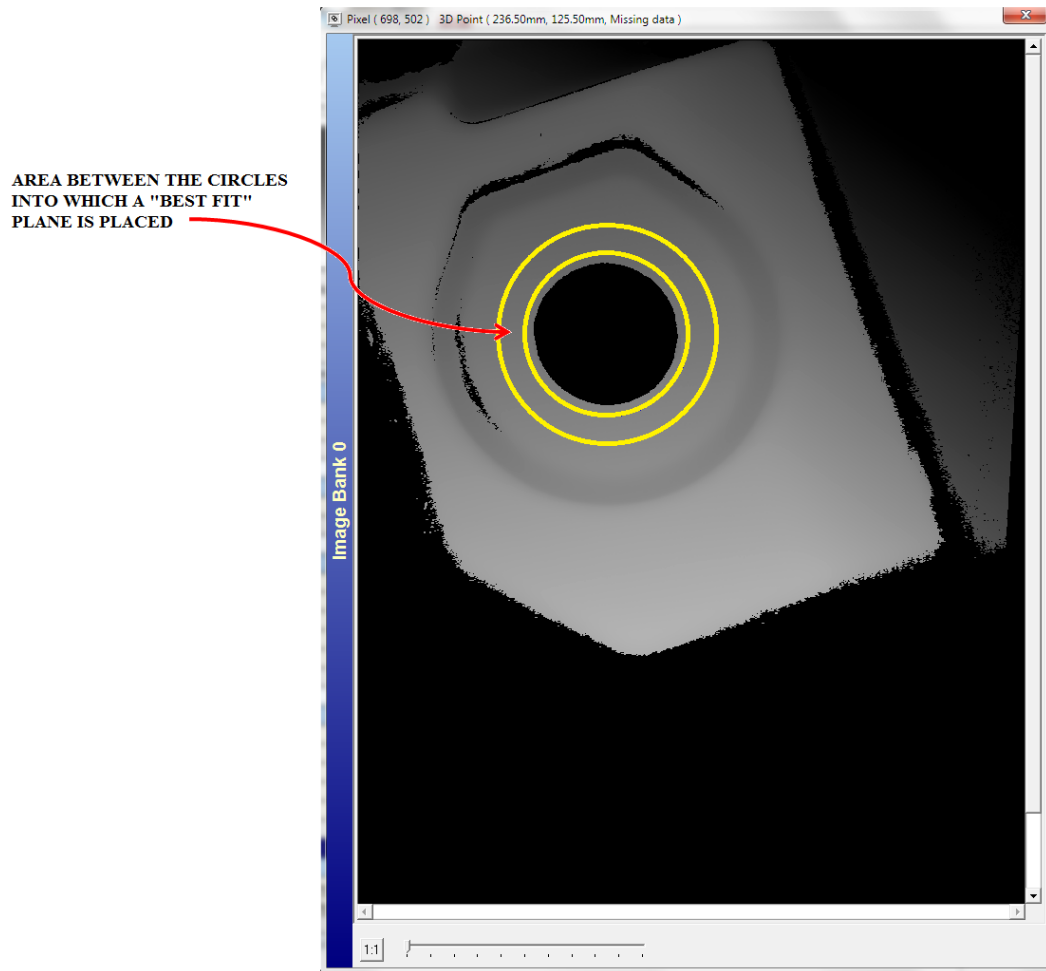 Pixel ( 698, 502 ) 3D Point ( 236.50mm, 125.50mm, Missing data )
AREA BETWEEN THE CIRCLES
INTO WHICH A "BEST FIT"
PLANE IS PLACED
Image Bank 0
1:1